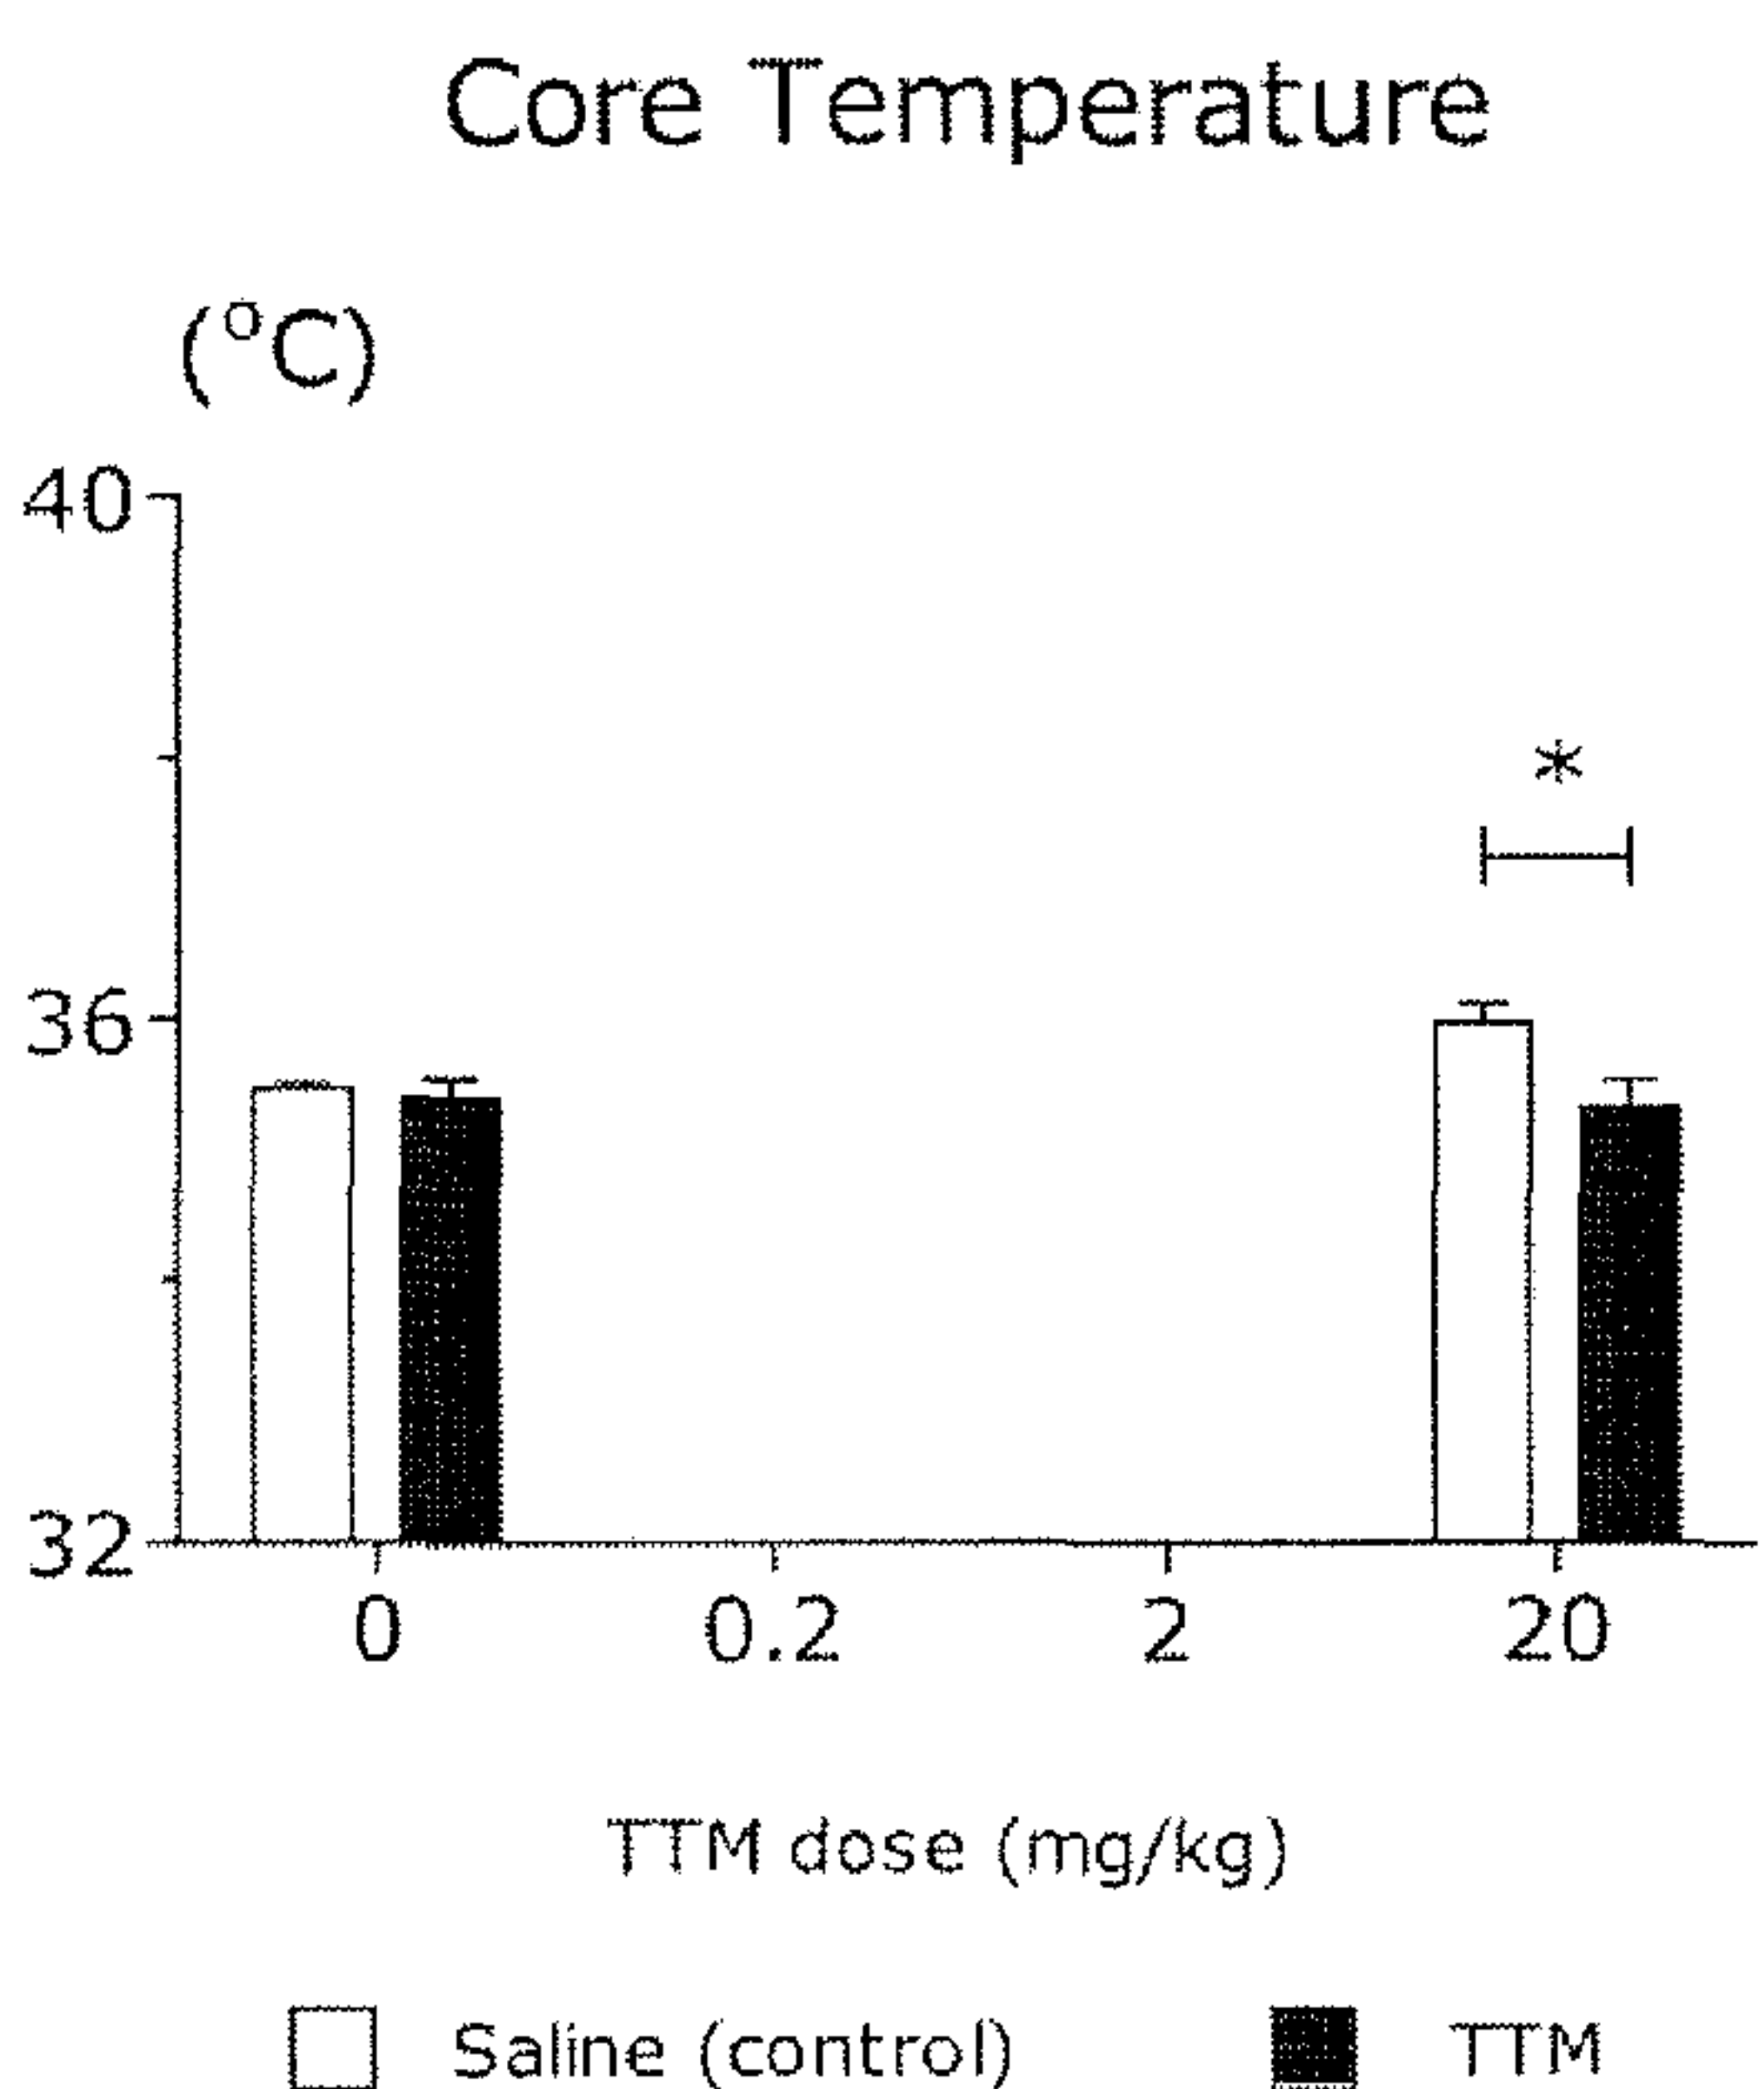 Core Temperature
(°C)
40
*
36
32
0 0.2 2 20
TTM dose (mg/kg)
Saline (control) TTM